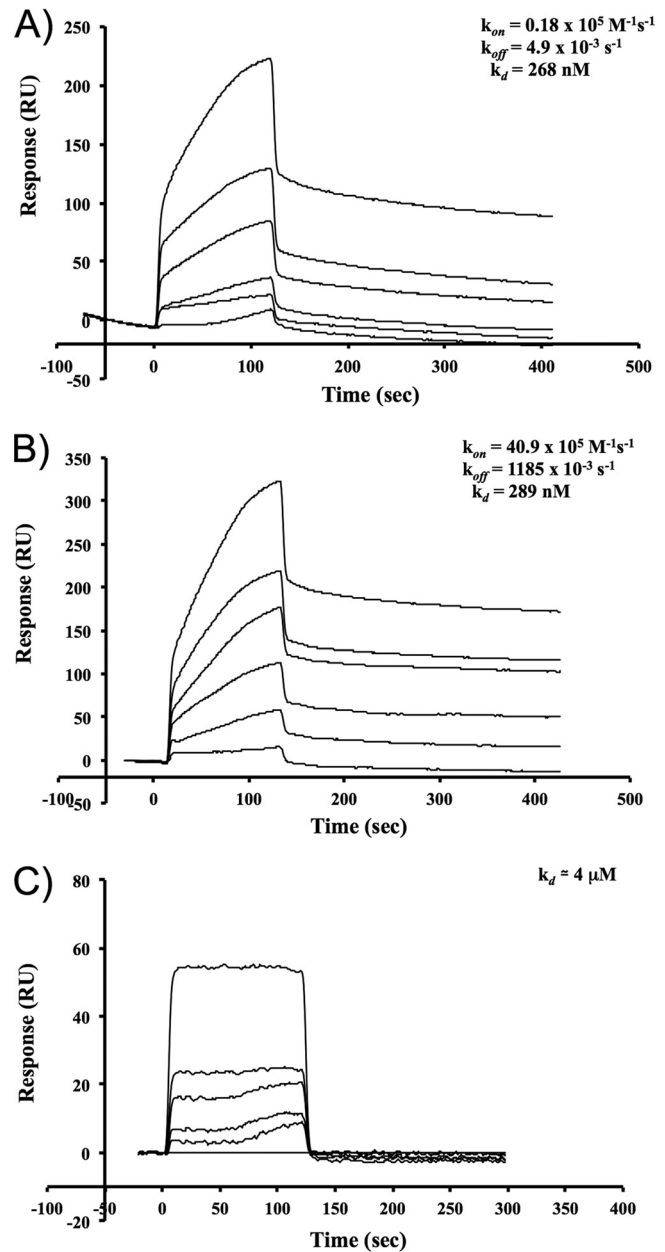 A)
k_on = 0.18 x 10⁵ M⁻¹s⁻¹
k_off = 4.9 x 10⁻³ s⁻¹
k_d = 268 nM
250
200
150
100
50
0
-50
Response (RU)
-100 0 100 200 300 400 500
Time (sec)
B)
k_on = 40.9 x 10⁵ M⁻¹s⁻¹
k_off = 1185 x 10⁻³ s⁻¹
k_d = 289 nM
350
300
250
200
150
100
50
0
-50
Response (RU)
-100 0 100 200 300 400 500
Time (sec)
C)
k_d ≃ 4 μM
80
60
40
20
0
-20
Response (RU)
-100 -50 0 50 100 150 200 250 300 350 400
Time (sec)